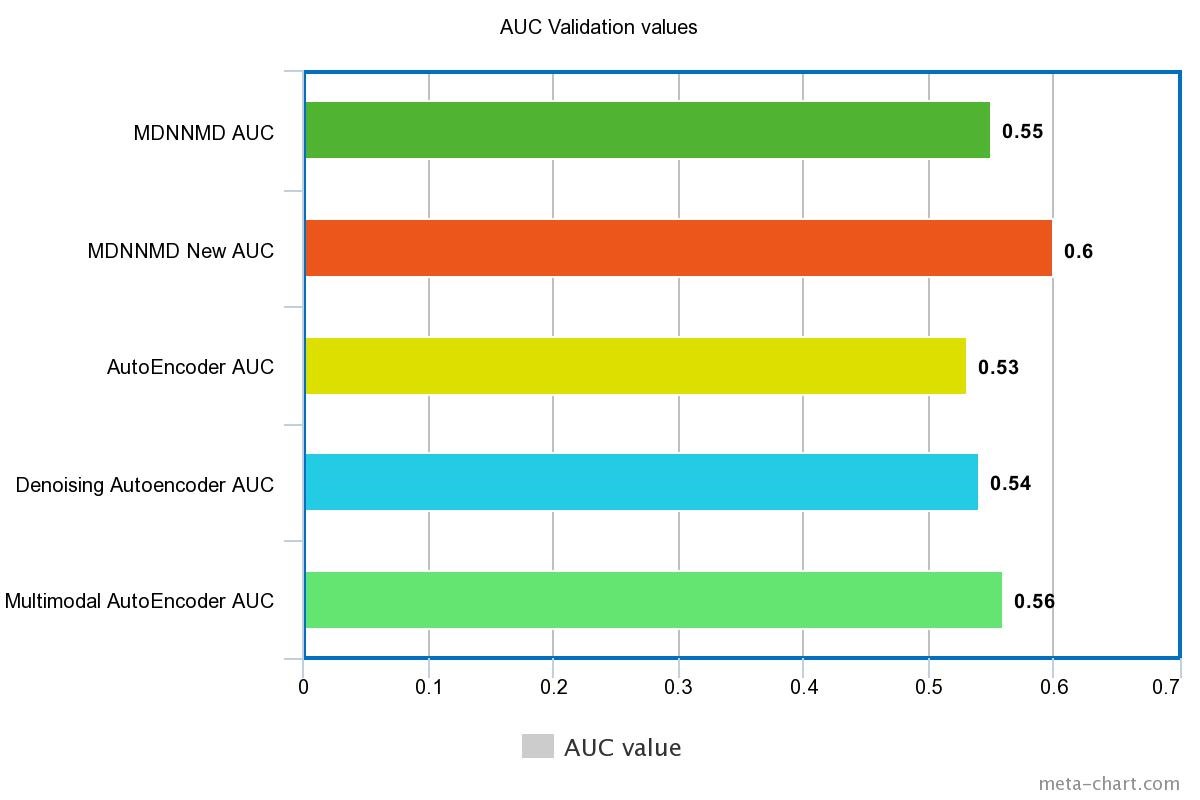 AUC Validation values
MDNNMD AUC
0.55
MDNNMD New AUC
0.6
AutoEncoder AUC
0.53
Denoising Autoencoder AUC
0.54
Multimodal AutoEncoder AUC
0.56
0 0.1 0.2 0.3 0.4 0.5 0.6 0.7
AUC value
meta-chart.com